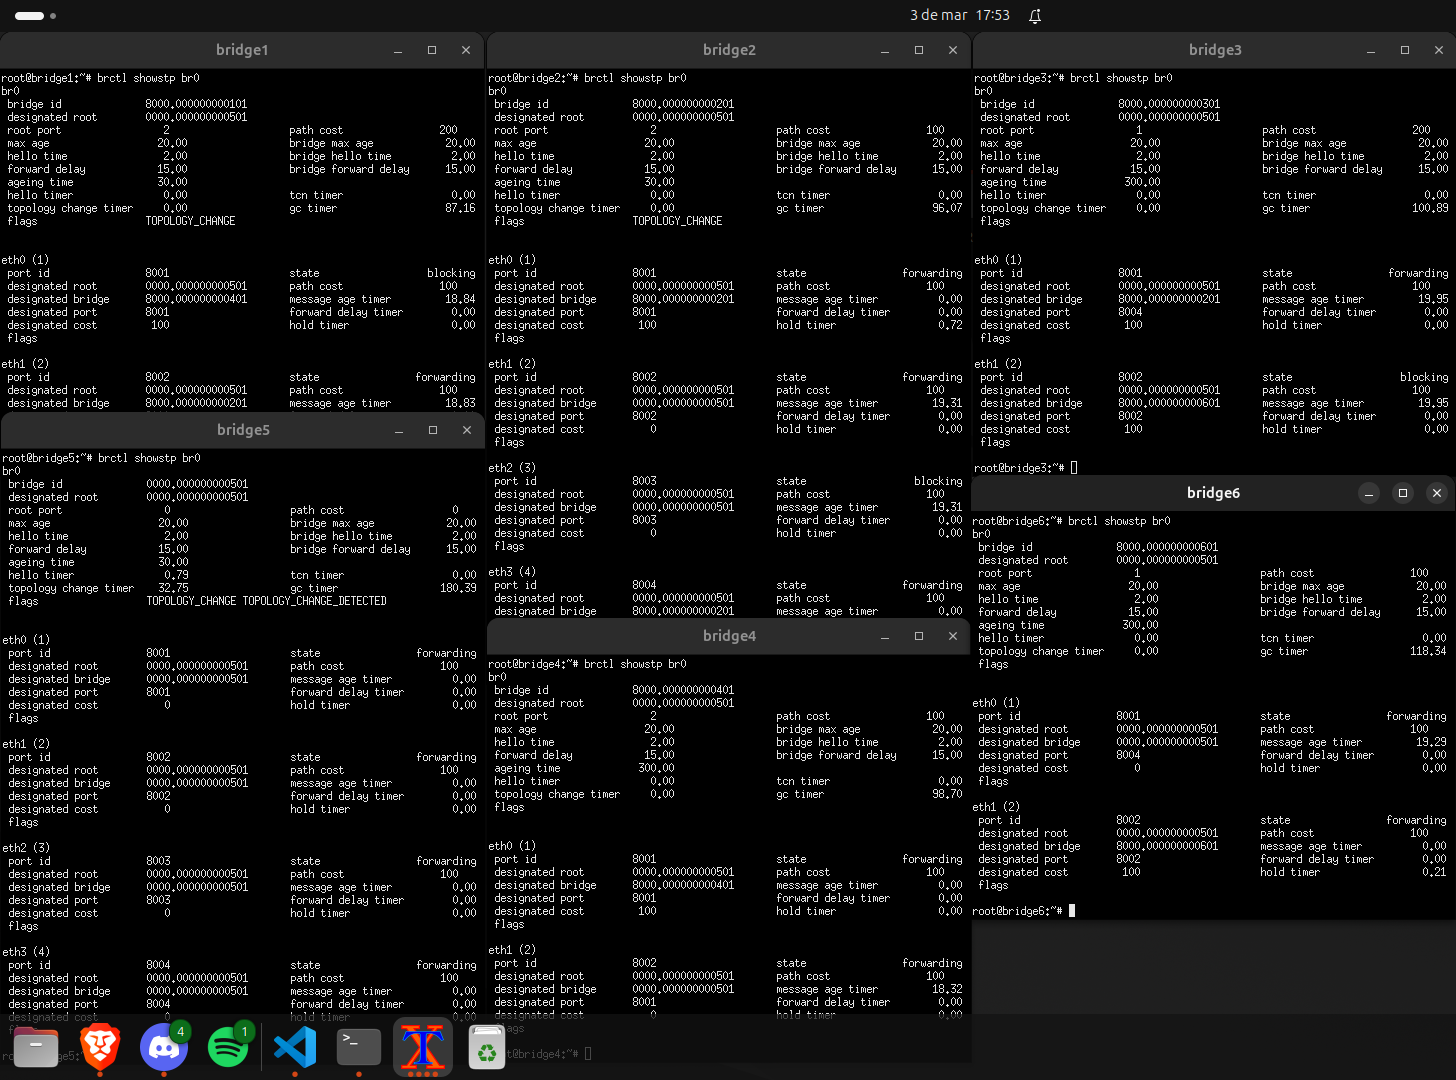 3 de mar 17:53
bridge1
root@bridge1:~# brctl showstp br0
br0
bridge id 8000.000000000101
designated root 0000.000000000501
root port 2 path cost 200
max age 20.00 bridge max age 20.00
hello time 2.00 bridge hello time 2.00
forward delay 15.00 bridge forward delay 15.00
ageing time 30.00
hello timer 0.00 tcn timer 0.00
topology change timer 0.00 gc timer 87.16
flags TOPOLOGY_CHANGE
eth0 (1)
port id 8001 state blocking
designated root 0000.000000000501 path cost 100
designated bridge 8000.000000000401 message age timer 18.84
designated port 8001 forward delay timer 0.00
designated cost 100 hold timer 0.00
flags
eth1 (2)
port id 8002 state forwarding
designated root 0000.000000000501 path cost 100
designated bridge 8000.000000000201 message age timer 18.83
bridge5
root@bridge5:~# brctl showstp br0
br0
bridge id 0000.000000000501
designated root 0000.000000000501
root port 0 path cost 0
max age 20.00 bridge max age 20.00
hello time 2.00 bridge hello time 2.00
forward delay 15.00 bridge forward delay 15.00
ageing time 30.00
hello timer 0.79 tcn timer 0.00
topology change timer 32.75 gc timer 180.39
flags TOPOLOGY_CHANGE TOPOLOGY_CHANGE_DETECTED
eth0 (1)
port id 8001 state forwarding
designated root 0000.000000000501 path cost 100
designated bridge 0000.000000000501 message age timer 0.00
designated port 8001 forward delay timer 0.00
designated cost 0 hold timer 0.00
flags
eth1 (2)
port id 8002 state forwarding
designated root 0000.000000000501 path cost 100
designated bridge 0000.000000000501 message age timer 0.00
designated port 8002 forward delay timer 0.00
designated cost 0 hold timer 0.00
flags
eth2 (3)
port id 8003 state forwarding
designated root 0000.000000000501 path cost 100
designated bridge 0000.000000000501 message age timer 0.00
designated port 8003 forward delay timer 0.00
designated cost 0 hold timer 0.00
flags
eth3 (4)
port id 8004 state forwarding
designated root 0000.000000000501 path cost 100
designated bridge 0000.000000000501 message age timer 0.00
designated port 8004 forward delay timer 0.00
bridge2
root@bridge2:~# brctl showstp br0
br0
bridge id 8000.000000000201
designated root 0000.000000000501
root port 2 path cost 100
max age 20.00 bridge max age 20.00
hello time 2.00 bridge hello time 2.00
forward delay 15.00 bridge forward delay 15.00
ageing time 30.00
hello timer 0.00 tcn timer 0.00
topology change timer 0.00 gc timer 96.07
flags TOPOLOGY_CHANGE
eth0 (1)
port id 8001 state forwarding
designated root 0000.000000000501 path cost 100
designated bridge 8000.000000000201 message age timer 0.00
designated port 8001 forward delay timer 0.00
designated cost 100 hold timer 0.72
flags
eth1 (2)
port id 8002 state forwarding
designated root 0000.000000000501 path cost 100
designated bridge 0000.000000000501 message age timer 19.31
designated port 8002 forward delay timer 0.00
designated cost 0 hold timer 0.00
flags
eth2 (3)
port id 8003 state blocking
designated root 0000.000000000501 path cost 100
designated bridge 0000.000000000501 message age timer 19.31
designated port 8003 forward delay timer 0.00
designated cost 0 hold timer 0.00
flags
eth3 (4)
port id 8004 state forwarding
designated root 0000.000000000501 path cost 100
designated bridge 8000.000000000201 message age timer 0.00
bridge4
root@bridge4:~# brctl showstp br0
br0
bridge id 8000.000000000401
designated root 0000.000000000501
root port 2 path cost 100
max age 20.00 bridge max age 20.00
hello time 2.00 bridge hello time 2.00
forward delay 15.00 bridge forward delay 15.00
ageing time 300.00
hello timer 0.00 tcn timer 0.00
topology change timer 0.00 gc timer 98.70
flags
eth0 (1)
port id 8001 state forwarding
designated root 0000.000000000501 path cost 100
designated bridge 8000.000000000401 message age timer 0.00
designated port 8001 forward delay timer 0.00
designated cost 100 hold timer 0.00
flags
eth1 (2)
port id 8002 state forwarding
designated root 0000.000000000501 path cost 100
designated bridge 0000.000000000501 message age timer 18.32
designated port 8001 forward delay timer 0.00
designated cost 0 hold timer 0.00
flags
bridge3
root@bridge3:~# brctl showstp br0
br0
bridge id 8000.000000000301
designated root 0000.000000000501
root port 1 path cost 200
max age 20.00 bridge max age 20.00
hello time 2.00 bridge hello time 2.00
forward delay 15.00 bridge forward delay 15.00
ageing time 300.00
hello timer 0.00 tcn timer 0.00
topology change timer 0.00 gc timer 100.89
flags
eth0 (1)
port id 8001 state forwarding
designated root 0000.000000000501 path cost 100
designated bridge 8000.000000000201 message age timer 19.95
designated port 8004 forward delay timer 0.00
designated cost 100 hold timer 0.00
flags
eth1 (2)
port id 8002 state blocking
designated root 0000.000000000501 path cost 100
designated bridge 8000.000000000601 message age timer 19.95
designated port 8002 forward delay timer 0.00
designated cost 100 hold timer 0.00
flags
root@bridge3:~#
bridge6
root@bridge6:~# brctl showstp br0
br0
bridge id 8000.000000000601
designated root 0000.000000000501
root port 1 path cost 100
max age 20.00 bridge max age 20.00
hello time 2.00 bridge hello time 2.00
forward delay 15.00 bridge forward delay 15.00
ageing time 300.00
hello timer 0.00 tcn timer 0.00
topology change timer 0.00 gc timer 118.34
flags
eth0 (1)
port id 8001 state forwarding
designated root 0000.000000000501 path cost 100
designated bridge 0000.000000000501 message age timer 19.29
designated port 8004 forward delay timer 0.00
designated cost 0 hold timer 0.00
flags
eth1 (2)
port id 8002 state forwarding
designated root 0000.000000000501 path cost 100
designated bridge 8000.000000000601 message age timer 0.00
designated port 8002 forward delay timer 0.00
designated cost 100 hold timer 0.21
flags
root@bridge6:~#
4
1